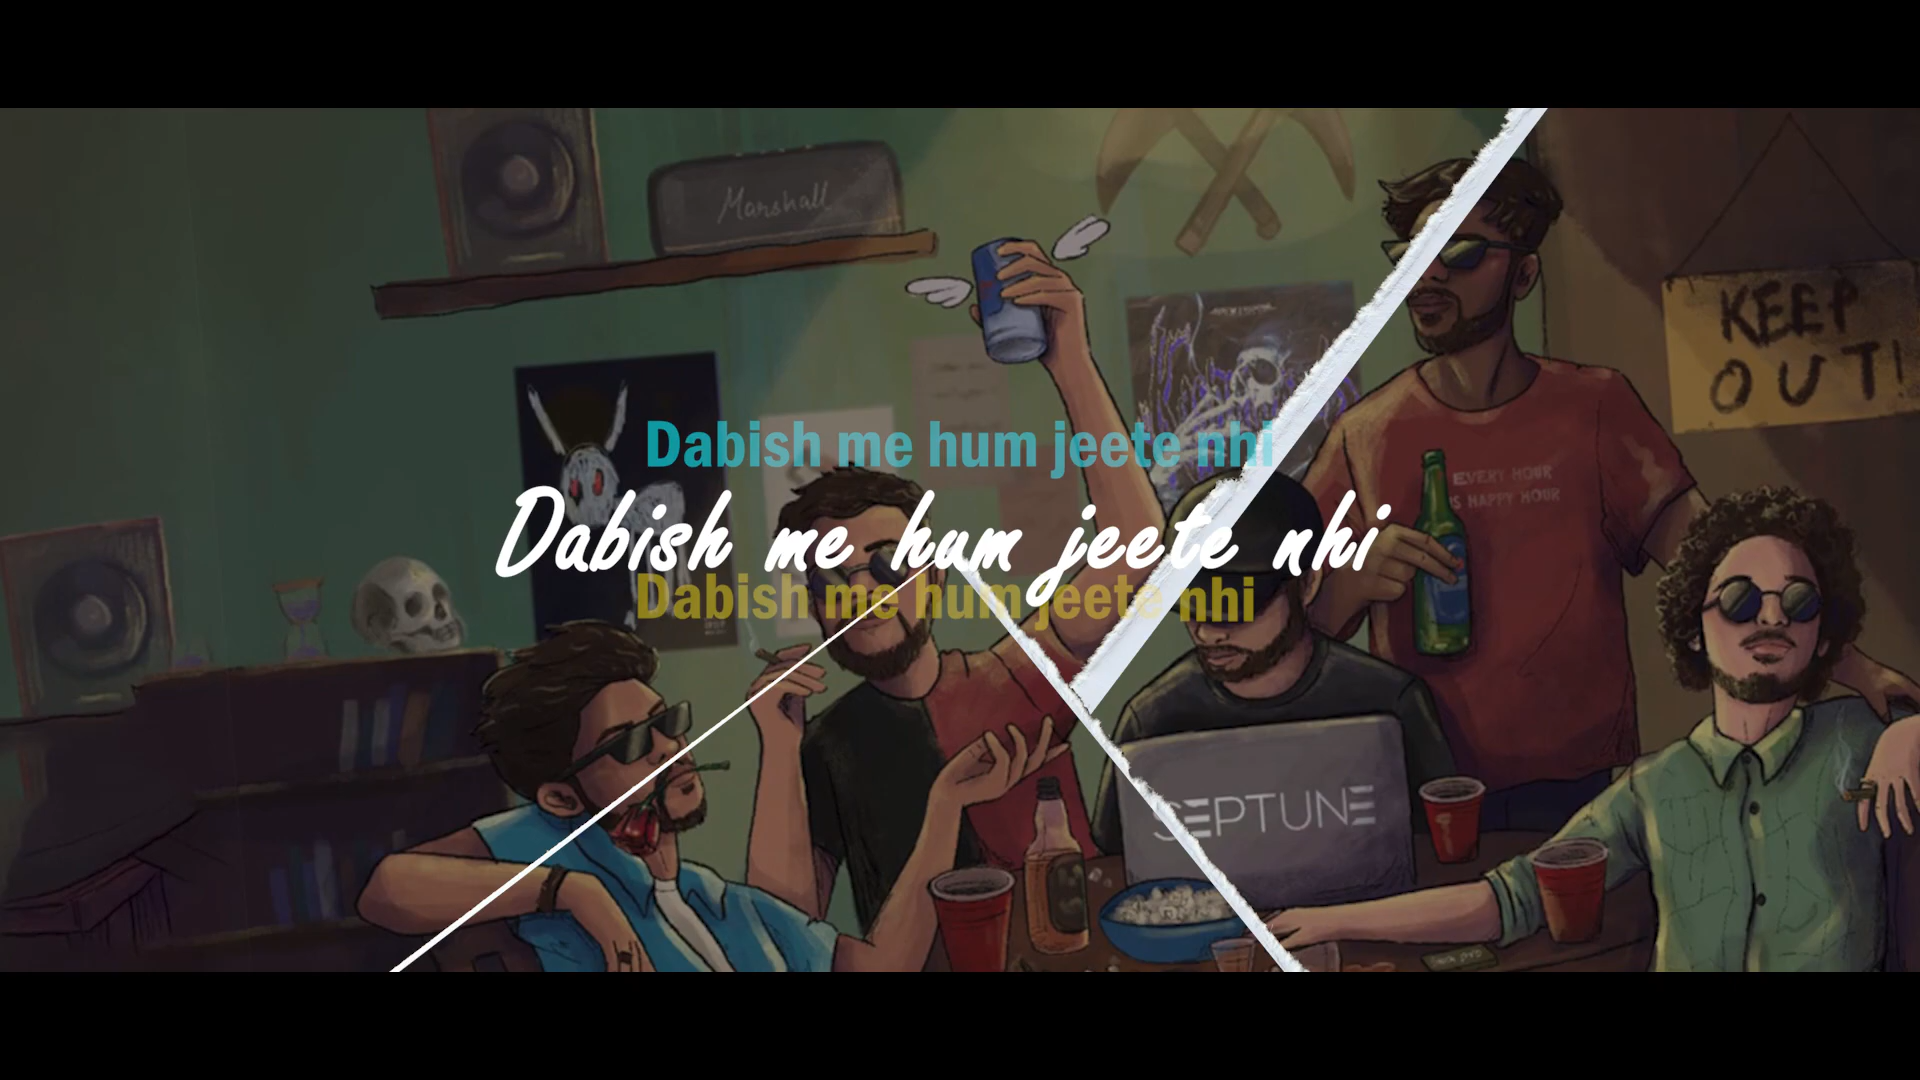 Marshall
KEEP
OUT!
Dabish me hum jeete nhi
EVERY HOUR
IS HAPPY HOUR
Dabish me hum jeete nhi
Dabish me hum jeete nhi
SEPTUNE